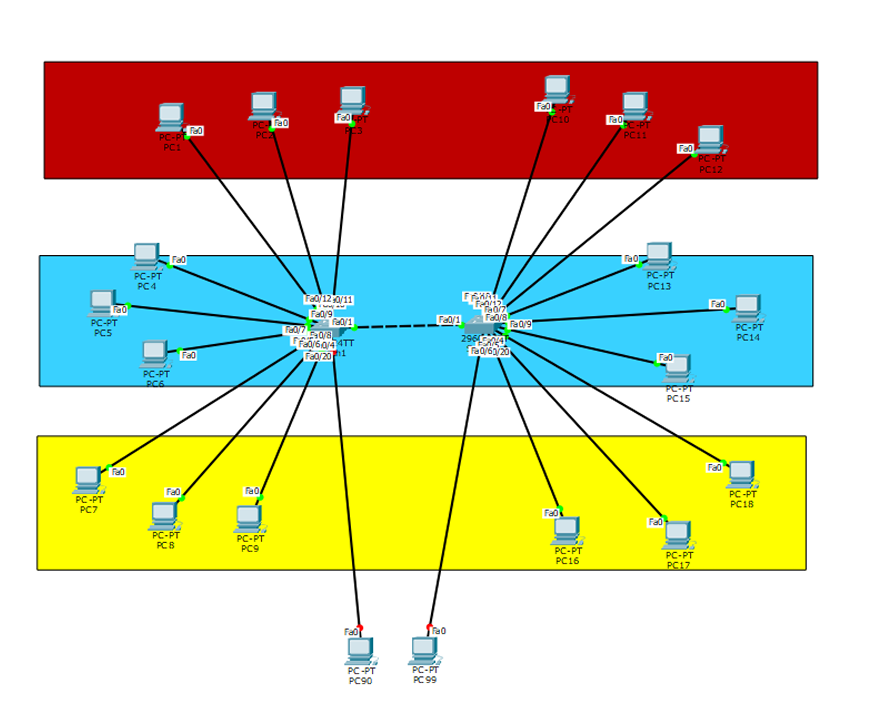 Fa0
Fa0
PC2
Fa0
PC3
Fa0
PC-PT
PC1
Fa0
PC-PT
PC10
Fa0
PC11
Fa0
PC-PT
PC12
Fa0
PC-PT
PC4
Fa0
PC-PT
PC13
Fa0
PC-PT
PC5
Fa0
PC-PT
PC14
Fa0
PC-PT
PC6
Fa0
PC-PT
PC15
Fa0/12
Fa0/9
Fa0/7
Fa0/8
Fa0/20
Fa0/1
Fa0/12
Fa0/8
Fa0/9
Fa0
PC-PT
PC7
Fa0
PC-PT
PC8
Fa0
PC-PT
PC9
Fa0
PC-PT
PC16
Fa0
PC-PT
PC17
Fa0
PC-PT
PC18
Fa0
PC-PT
PC90
Fa0
PC-PT
PC99